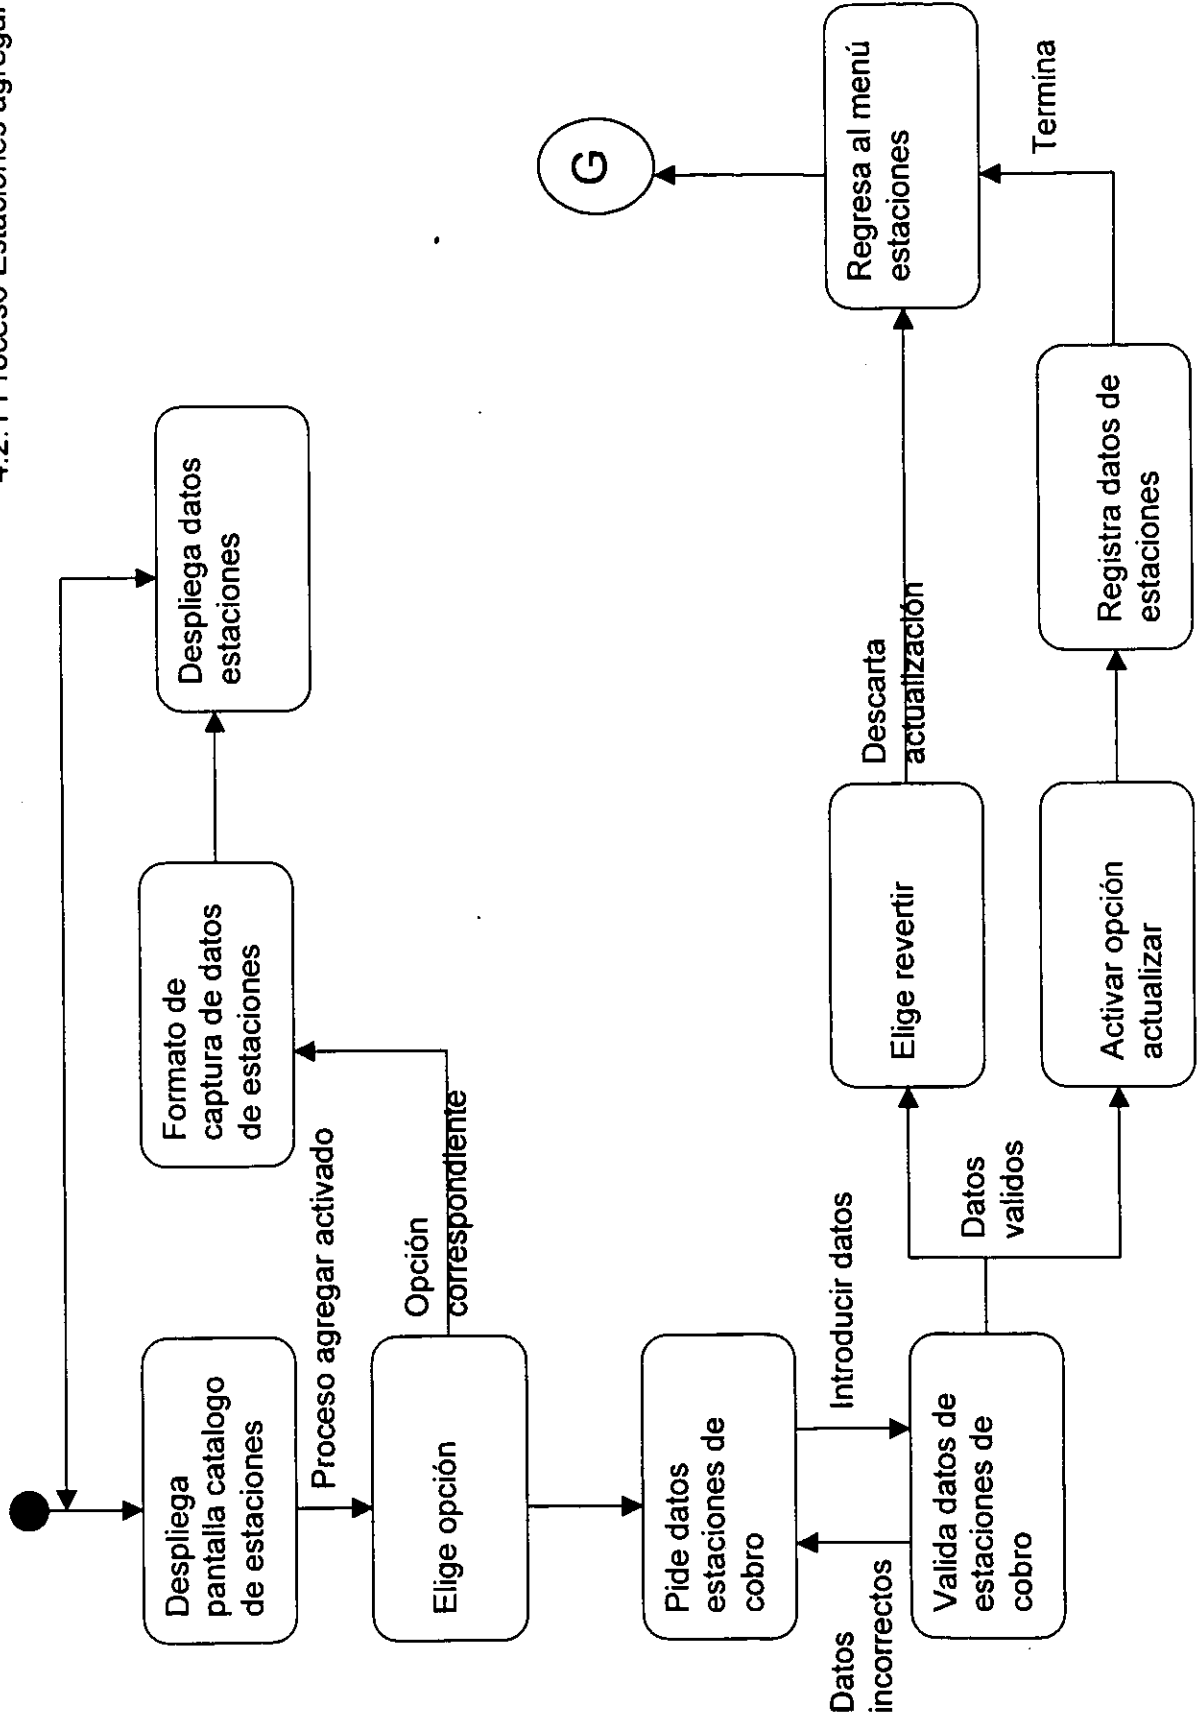 4.2.1 Proceso Estaciones agregar
Despliega
pantalla catalogo
de estaciones
Proceso agregar activado
Elige opción
Opción
correspondiente
Formato de
captura de datos
de estaciones
Despliega datos
estaciones
Pide datos
estaciones de
cobro
Introducir datos
Datos
incorrectos
Valida datos de
estaciones de
cobro
Datos
validos
Elige revertir
Descarta
actualización
Activar opción
actualizar
Registra datos de
estaciones
Termina
Regresa al menú
estaciones
G